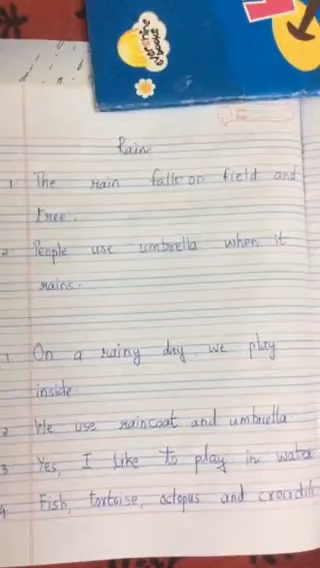 Sunshine books
Rain
1 The rain falls on field and
tree.
2 People use umbrella when it
rains.
1 On a rainy day we play
inside.
2 We use raincoat and umbrella.
3 Yes, I like to play in water
4 Fish, tortoise, octopus and crocodile